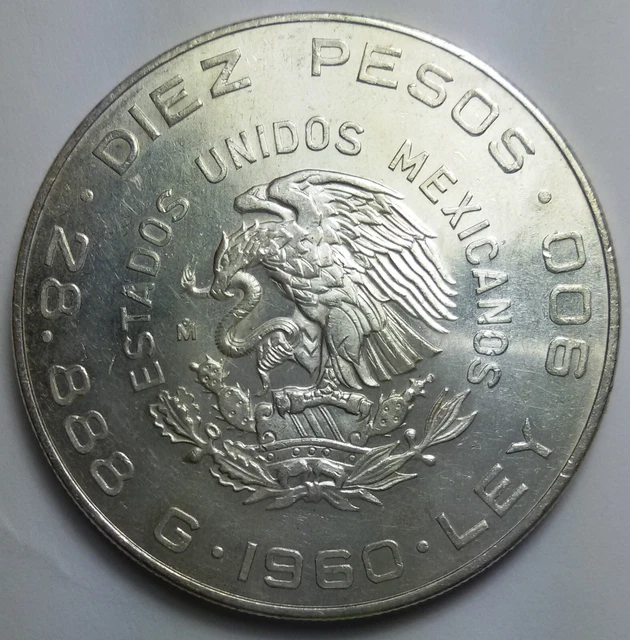 DIEZ PESOS · 900 LEY · 1960 · 28.888 G ·
ESTADOS UNIDOS MEXICANOS
M